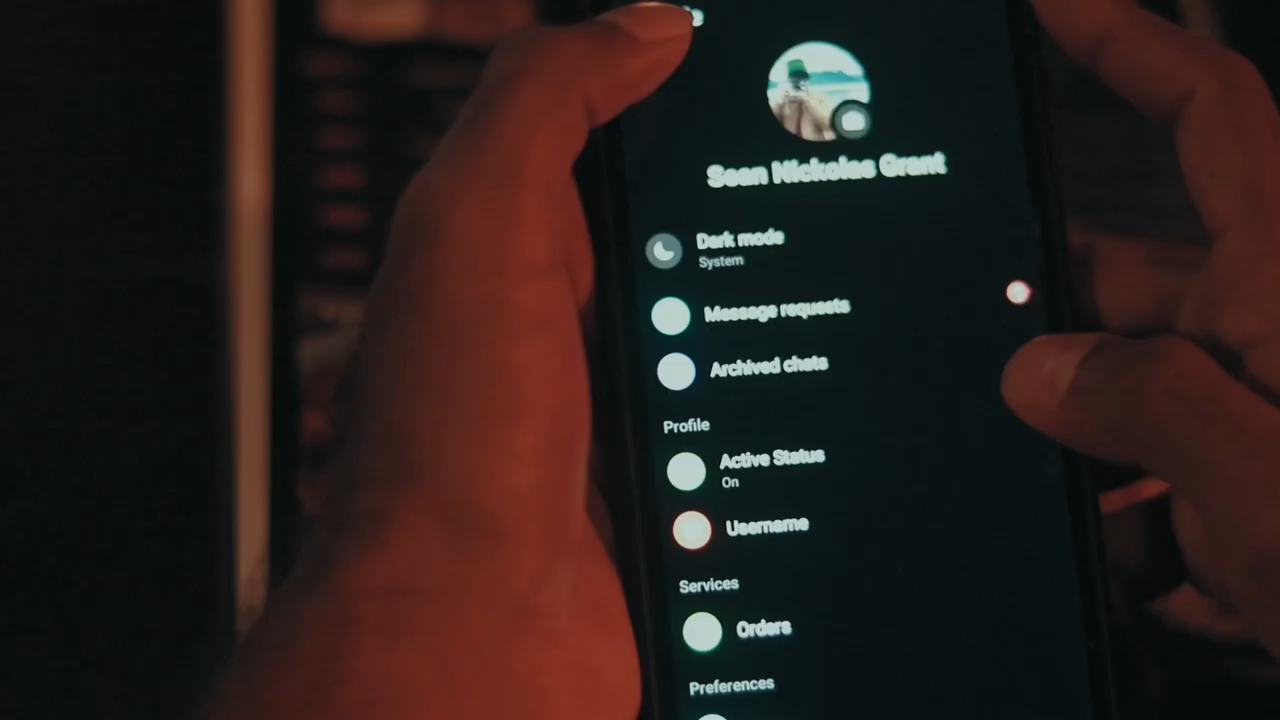 Sean Nickolas Grant
Dark mode
System
Message requests
Archived chats
Profile
Active Status
On
Username
Services
Orders
Preferences